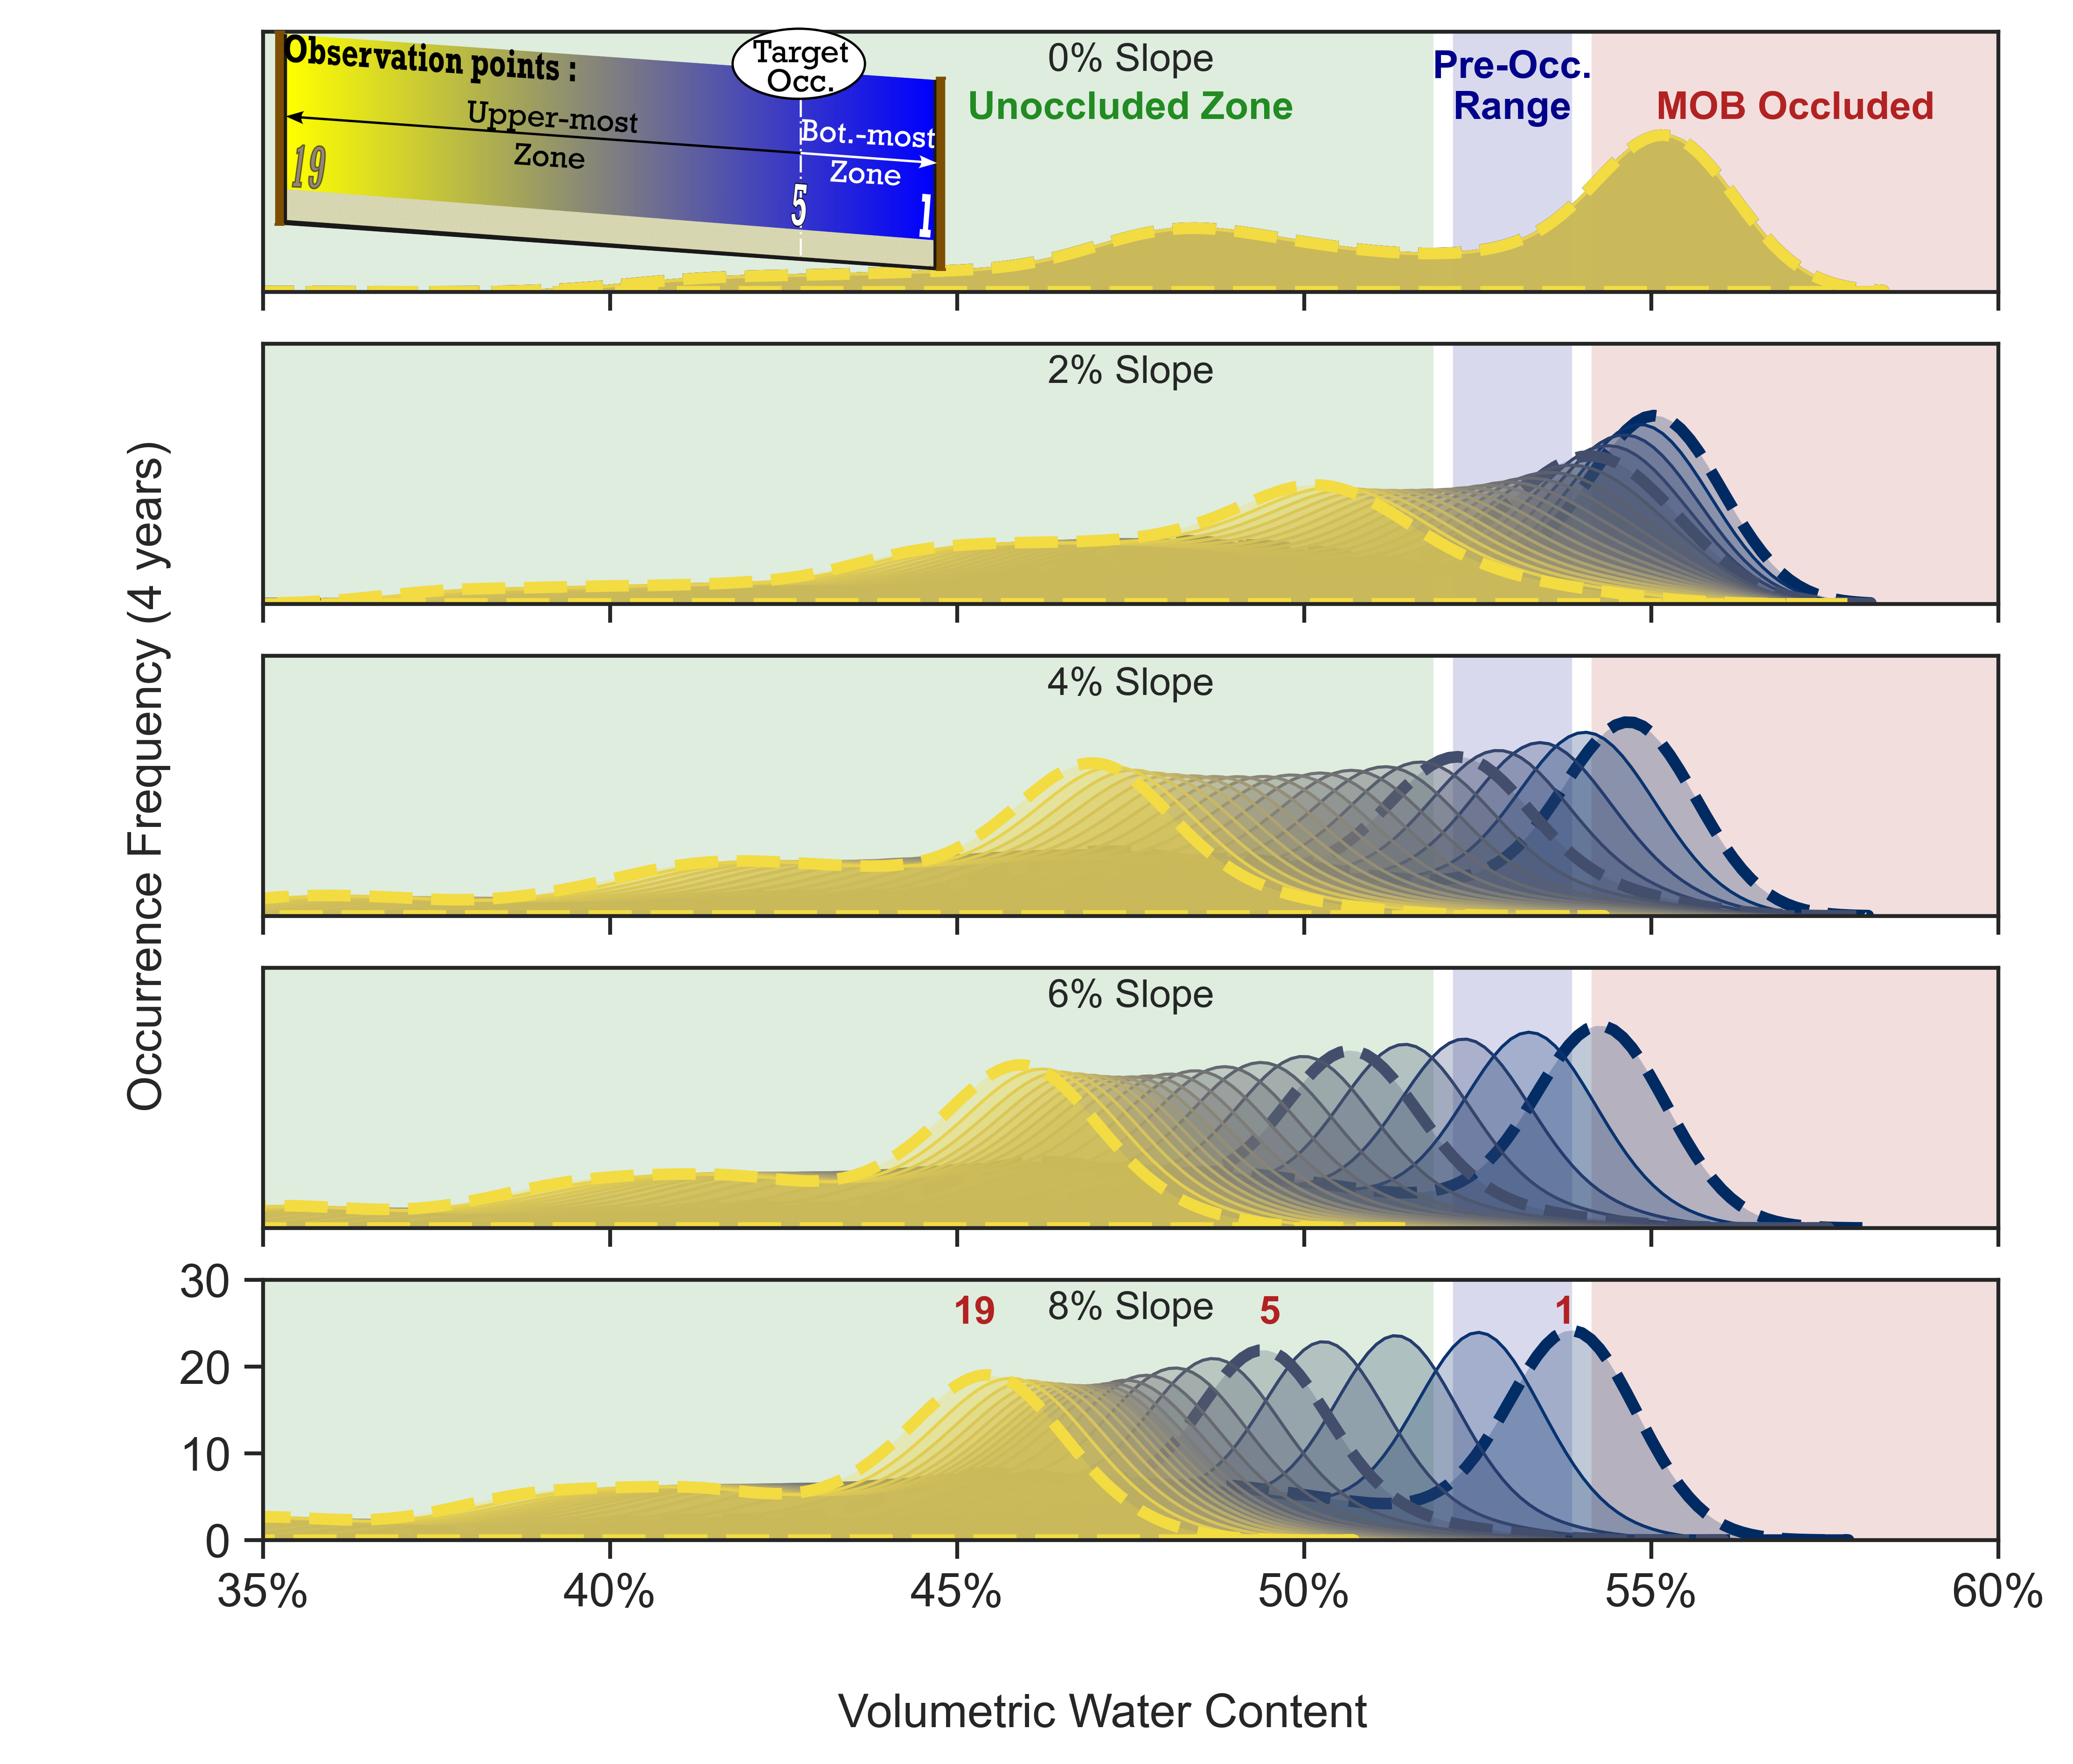 Observation points :
Target
Occ.
Upper-most
Zone
Bot.-most
Zone
19
5
1
0% Slope
Unoccluded Zone
Pre-Occ.
Range
MOB Occluded
2% Slope
4% Slope
6% Slope
8% Slope
19
5
1
Occurrence Frequency (4 years)
30
20
10
0
35%
40%
45%
50%
55%
60%
Volumetric Water Content